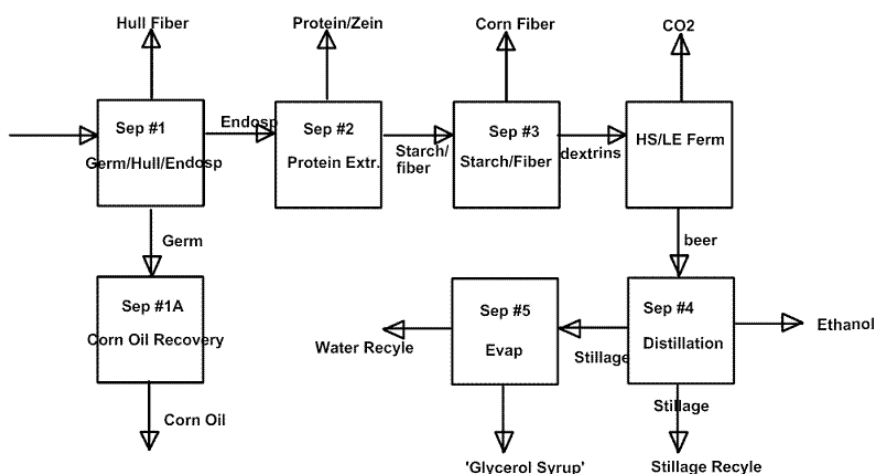 Hull Fiber
Protein/Zein
Corn Fiber
CO2
Sep #1
Germ/Hull/Endosp
Endosp
Sep #2
Protein Extr.
Starch/
fiber
Sep #3
Starch/Fiber
dextrins
HS/LE Ferm
Germ
beer
Sep #1A
Corn Oil Recovery
Water Recyle
Sep #5
Evap
Stillage
Sep #4
Distillation
Ethanol
Stillage
Corn Oil
'Glycerol Syrup'
Stillage Recyle